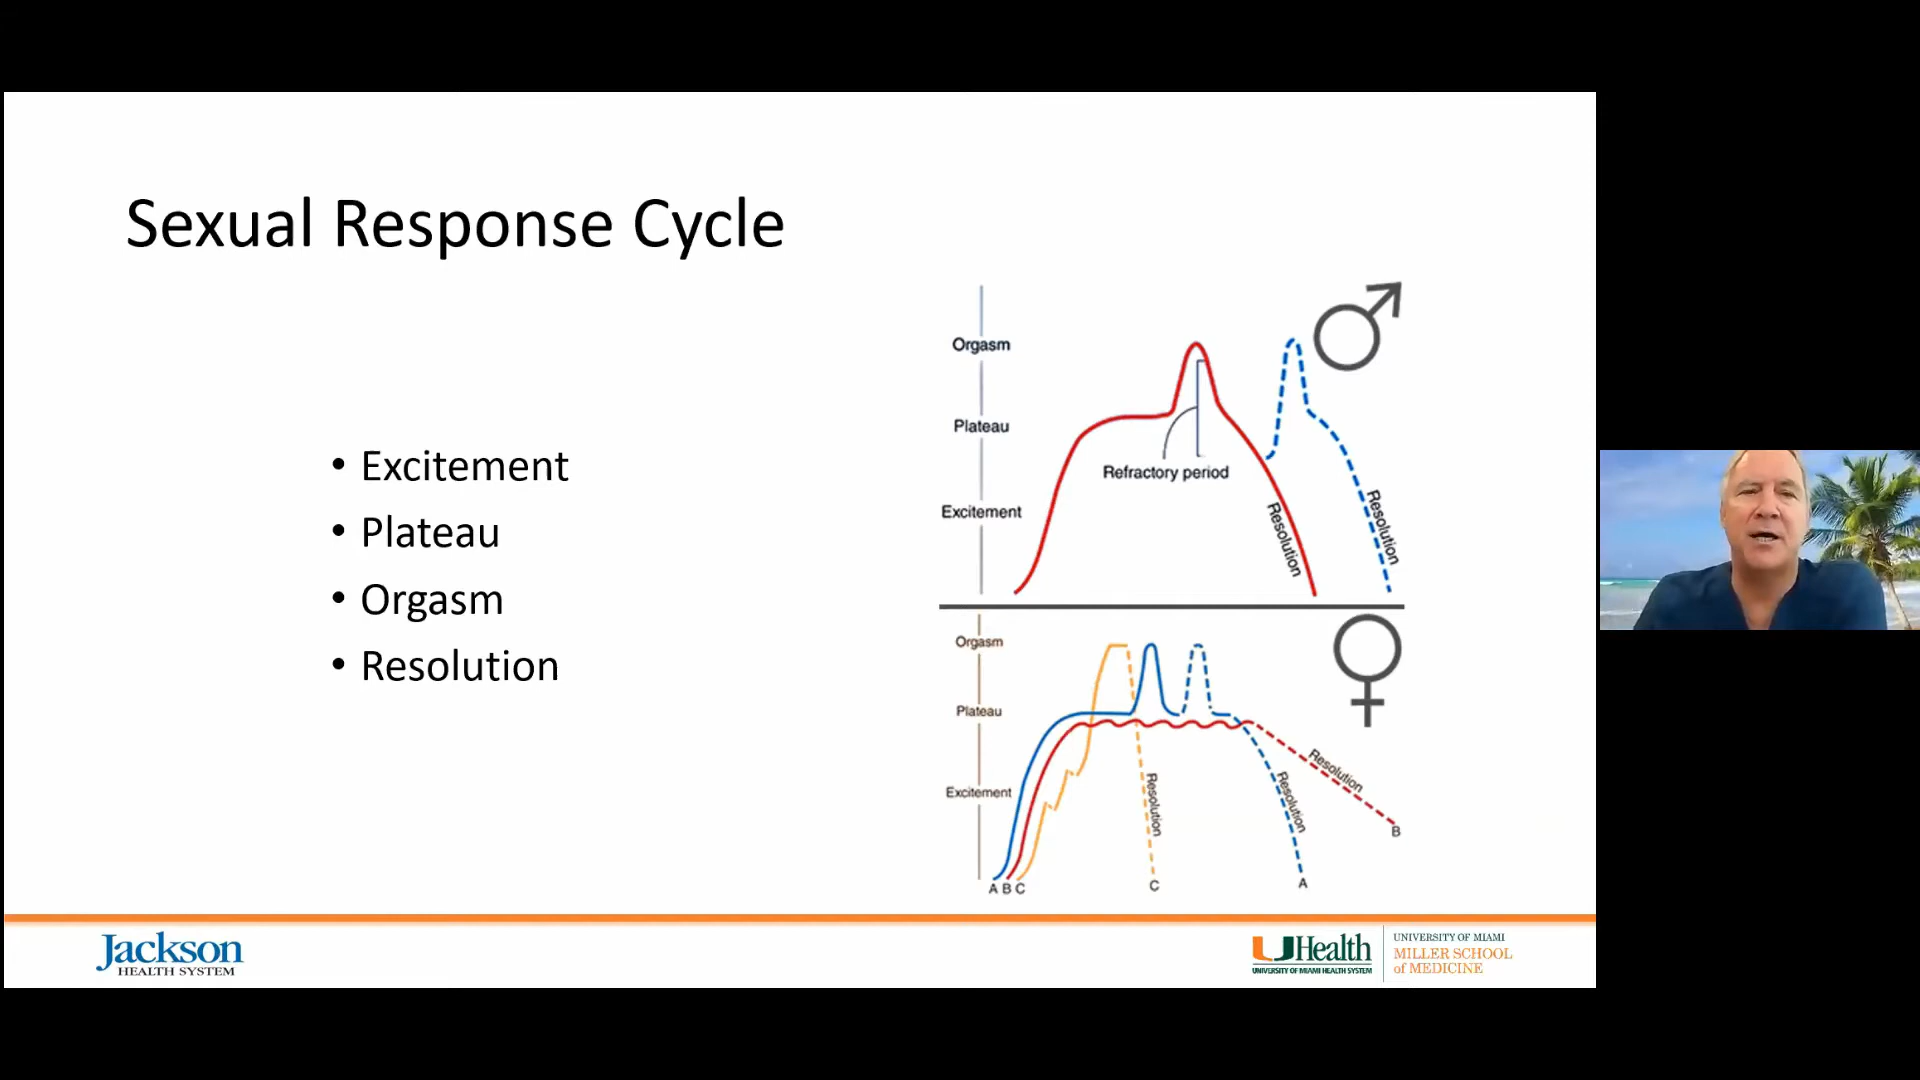 Sexual Response Cycle
• Excitement
• Plateau
• Orgasm
• Resolution
Orgasm
Plateau
Refractory period
Excitement
Resolution
Resolution
Orgasm
Plateau
Excitement
Resolution
Resolution
Resolution
B
A B C
C
A
Jackson
HEALTH SYSTEM
UHealth
UNIVERSITY OF MIAMI HEALTH SYSTEM
UNIVERSITY OF MIAMI
MILLER SCHOOL
of MEDICINE